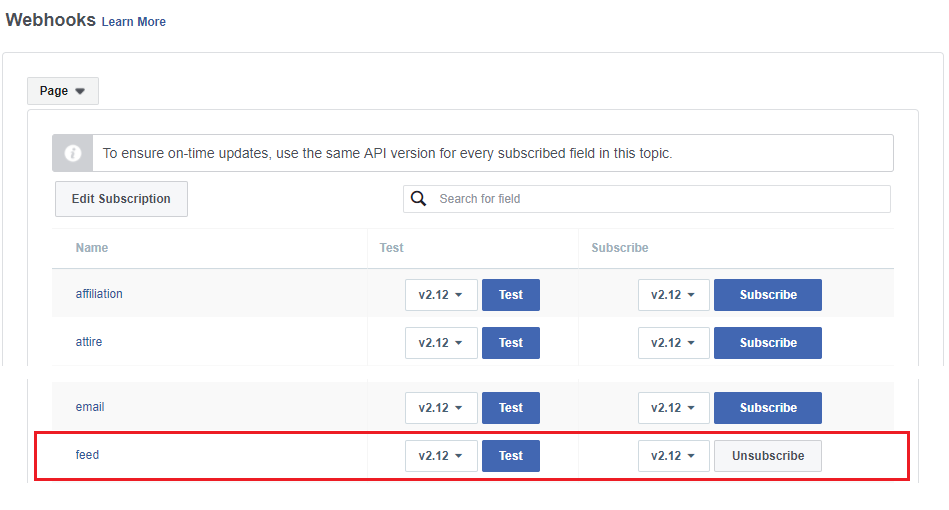 Webhooks Learn More
Page
To ensure on-time updates, use the same API version for every subscribed field in this topic.
Edit Subscription Search for field
Name Test Subscribe
affiliation v2.12 Test v2.12 Subscribe
attire v2.12 Test v2.12 Subscribe
email v2.12 Test v2.12 Subscribe
feed v2.12 Test v2.12 Unsubscribe